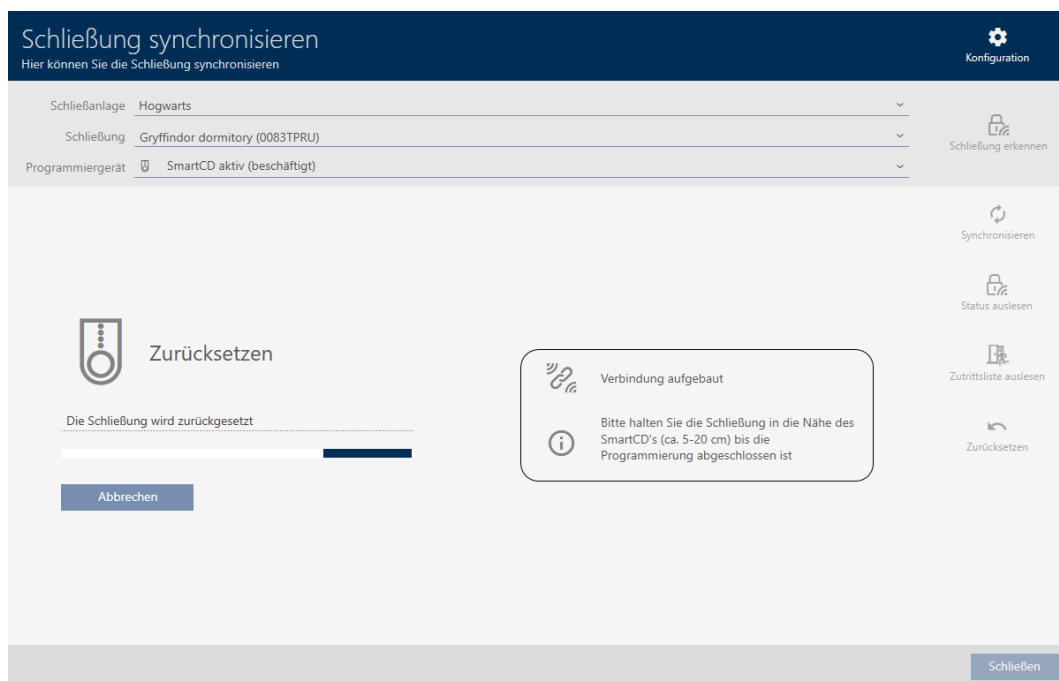 Schließung synchronisieren
Hier können Sie die Schließung synchronisieren
Konfiguration
Schließanlage Hogwarts
Schließung Gryffindor dormitory (0083TPRU)
Programmiergerät SmartCD aktiv (beschäftigt)
Schließung erkennen
Synchronisieren
Status auslesen
Zutrittsliste auslesen
Zurücksetzen
Zurücksetzen
Die Schließung wird zurückgesetzt
Abbrechen
Verbindung aufgebaut
Bitte halten Sie die Schließung in die Nähe des
SmartCD's (ca. 5-20 cm) bis die
Programmierung abgeschlossen ist
Schließen